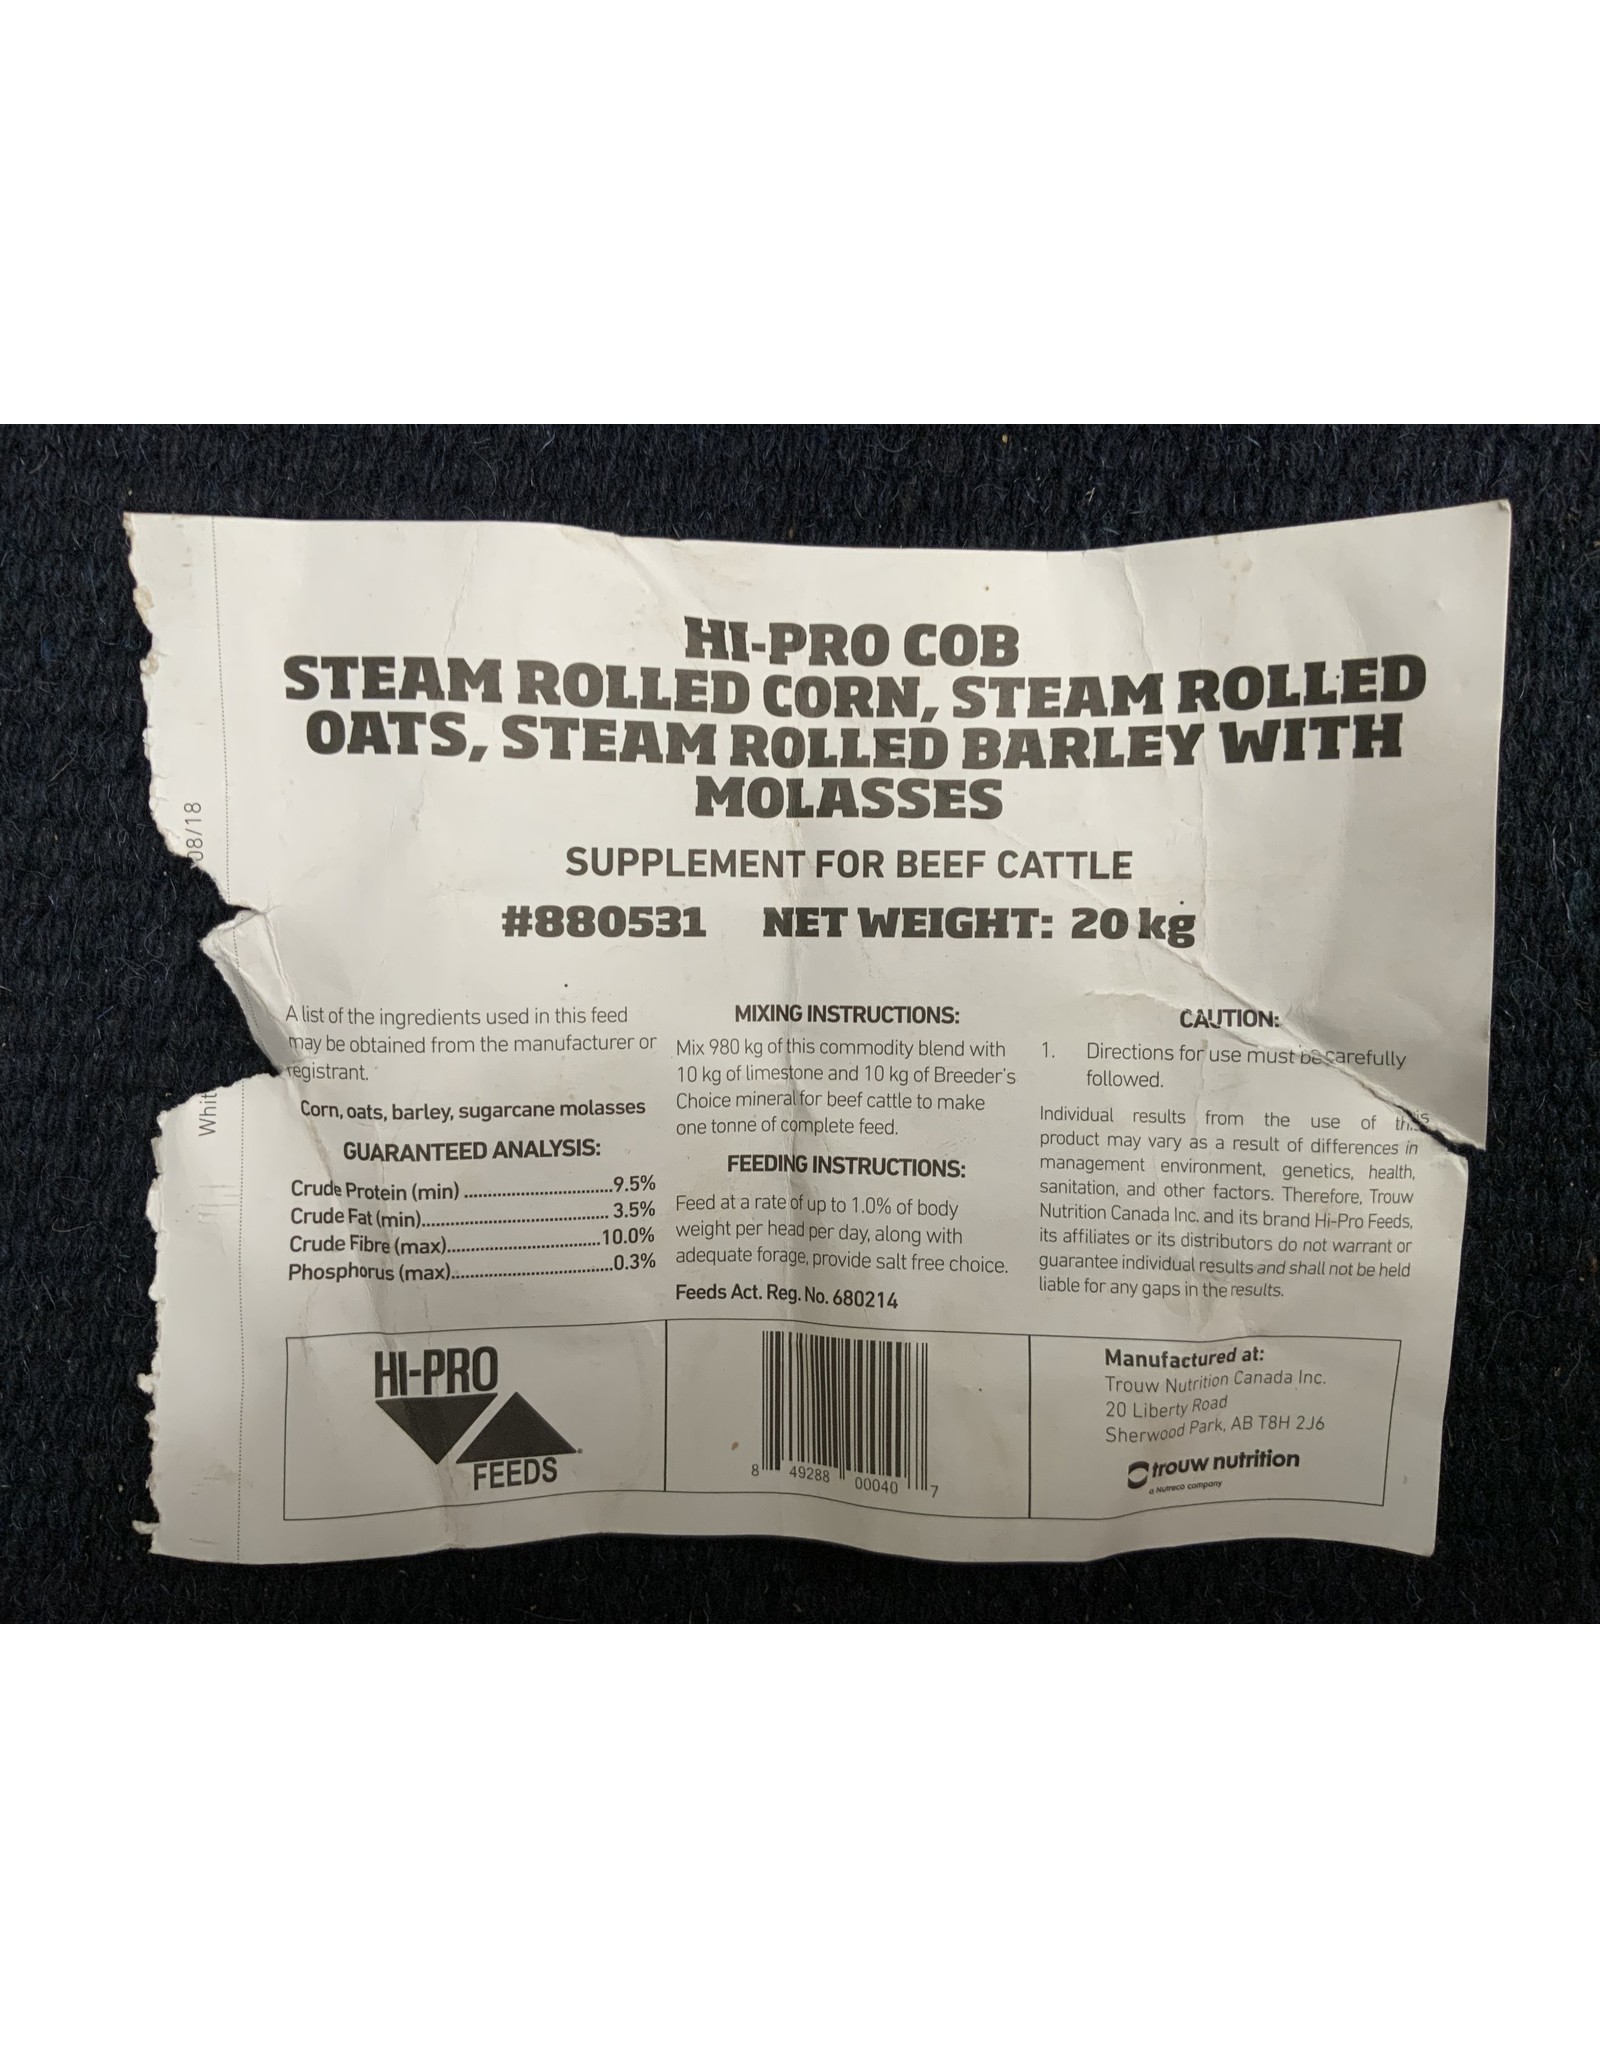 HI-PRO COB
STEAM ROLLED CORN, STEAM ROLLED
OATS, STEAM ROLLED BARLEY WITH
MOLASSES
SUPPLEMENT FOR BEEF CATTLE
#880531 NET WEIGHT: 20 kg
08/18
Whit
A list of the ingredients used in this feed
may be obtained from the manufacturer or
registrant.
Corn, oats, barley, sugarcane molasses
GUARANTEED ANALYSIS:
Crude Protein (min) ..............................9.5%
Crude Fat (min)...................................... 3.5%
Crude Fibre (max)...............................10.0%
Phosphorus (max)................................0.3%
MIXING INSTRUCTIONS:
Mix 980 kg of this commodity blend with
10 kg of limestone and 10 kg of Breeder's
Choice mineral for beef cattle to make
one tonne of complete feed.
FEEDING INSTRUCTIONS:
Feed at a rate of up to 1.0% of body
weight per head per day, along with
adequate forage, provide salt free choice.
Feeds Act. Reg. No. 680214
CAUTION:
1. Directions for use must be carefully
followed.
Individual results from the use of this
product may vary as a result of differences in
management environment, genetics, health,
sanitation, and other factors. Therefore, Trouw
Nutrition Canada Inc. and its brand Hi-Pro Feeds,
its affiliates or its distributors do not warrant or
guarantee individual results and shall not be held
liable for any gaps in the results.
HI-PRO
FEEDS
8 49288 00040 7
Manufactured at:
Trouw Nutrition Canada Inc.
20 Liberty Road
Sherwood Park, AB T8H 2J6
trouw nutrition
a Nutreco company